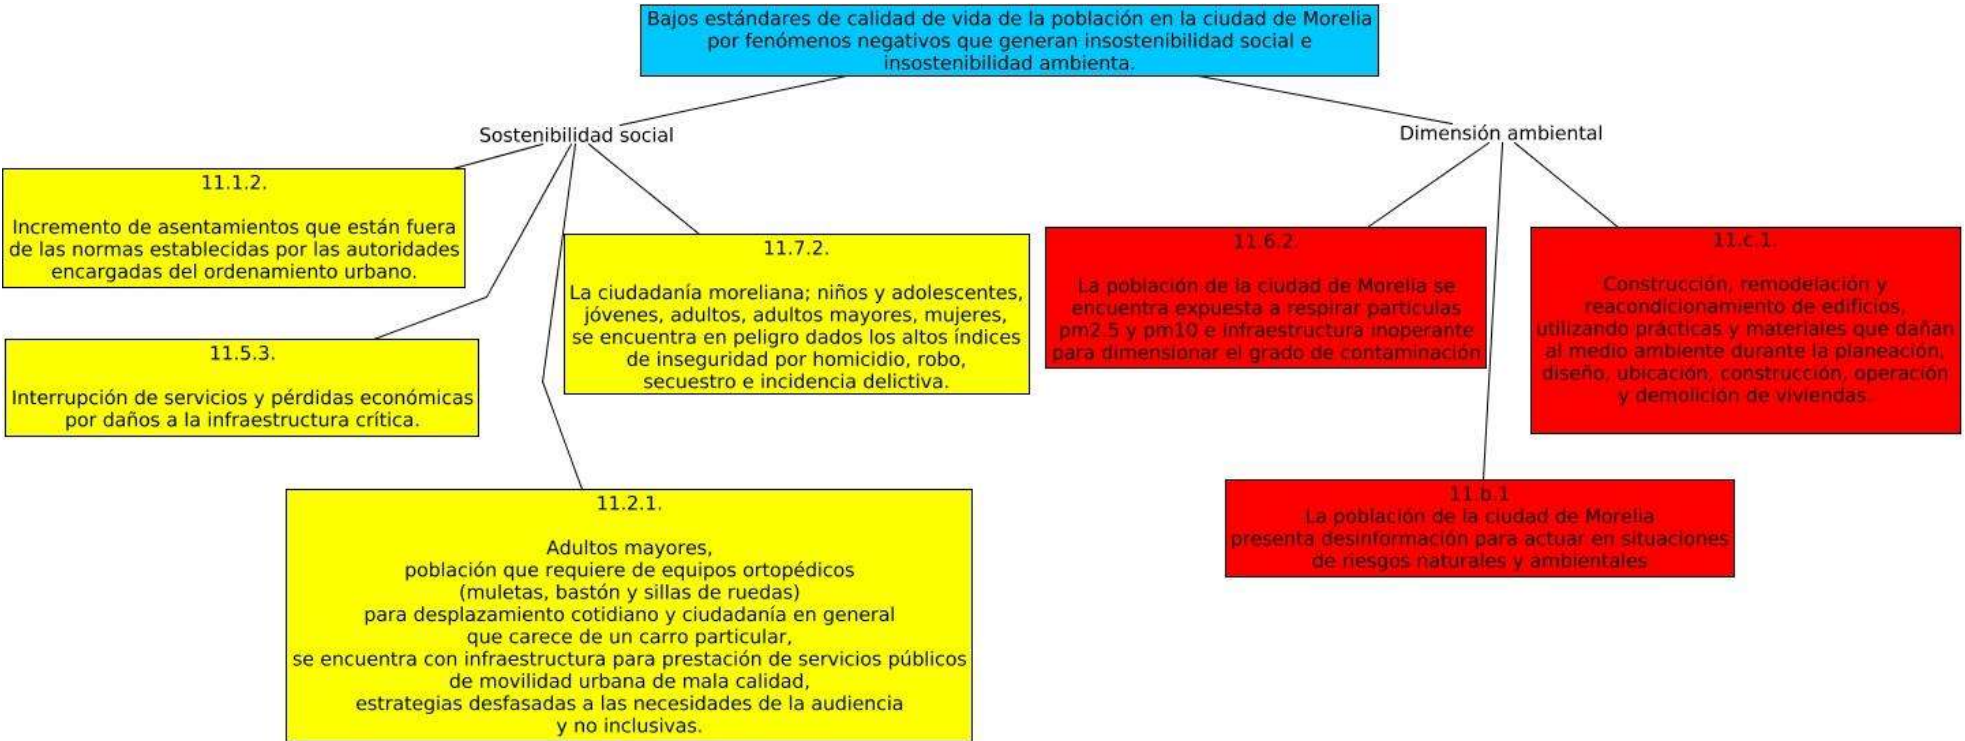 Bajos estándares de calidad de vida de la población en la ciudad de Morelia
por fenómenos negativos que generan insostenibilidad social e
insostenibilidad ambienta.
Sostenibilidad social
Dimensión ambiental
11.1.2.
Incremento de asentamientos que están fuera
de las normas establecidas por las autoridades
encargadas del ordenamiento urbano.
11.5.3.
Interrupción de servicios y pérdidas económicas
por daños a la infraestructura crítica.
11.7.2.
La ciudadanía moreliana; niños y adolescentes,
jóvenes, adultos, adultos mayores, mujeres,
se encuentra en peligro dados los altos índices
de inseguridad por homicidio, robo,
secuestro e incidencia delictiva.
11.2.1.
Adultos mayores,
población que requiere de equipos ortopédicos
(muletas, bastón y sillas de ruedas)
para desplazamiento cotidiano y ciudadanía en general
que carece de un carro particular,
se encuentra con infraestructura para prestación de servicios públicos
de movilidad urbana de mala calidad,
estrategias desfasadas a las necesidades de la audiencia
y no inclusivas.
11.6.2.
La población de la ciudad de Morelia se
encuentra expuesta a respirar particulas
pm2.5 y pm10 e infraestructura inoperante
para dimensionar el grado de contaminación
11.c.1.
Construcción, remodelación y
reacondicionamiento de edificios,
utilizando prácticas y materiales que dañan
al medio ambiente durante la planeación,
diseño, ubicación, construcción, operación
y demolición de viviendas.
11.b.1
La población de la ciudad de Morelia
presenta desinformación para actuar en situaciones
de riesgos naturales y ambientales